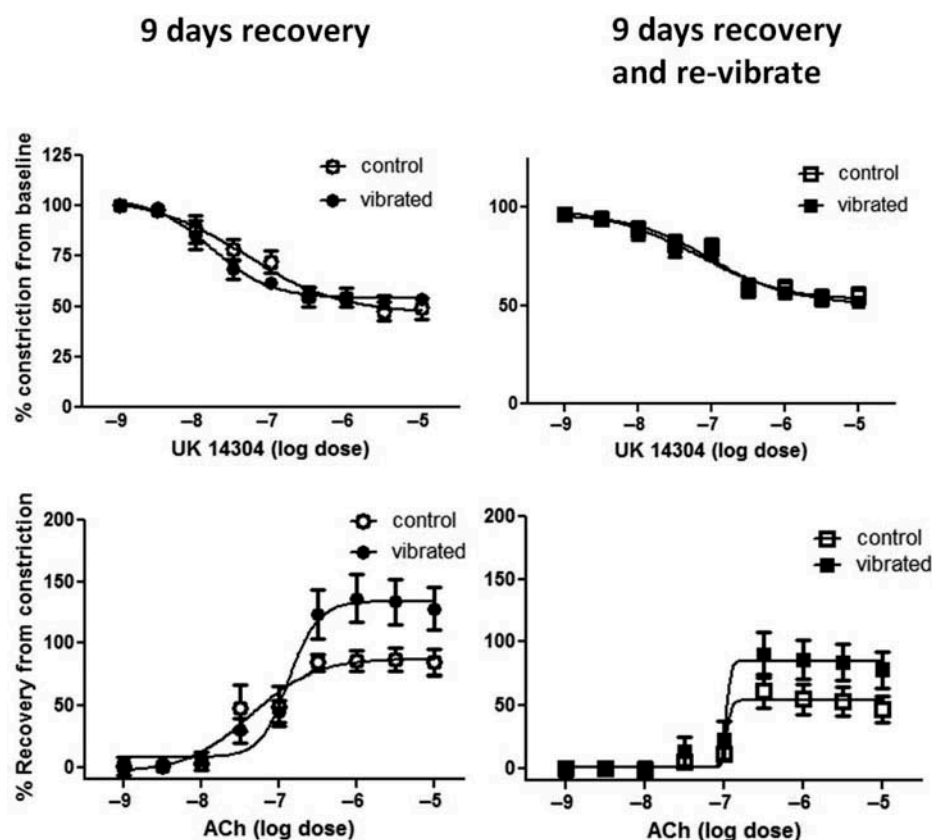 9 days recovery
9 days recovery
and re-vibrate
% constriction from baseline
125
100
75
50
25
0
control
vibrated
–9
–8
–7
–6
–5
UK 14304 (log dose)
100
50
0
control
vibrated
–9
–8
–7
–6
–5
UK 14304 (log dose)
% Recovery from constriction
200
150
100
50
0
control
vibrated
–9
–8
–7
–6
–5
ACh (log dose)
200
150
100
50
0
control
vibrated
–9
–8
–7
–6
–5
ACh (log dose)